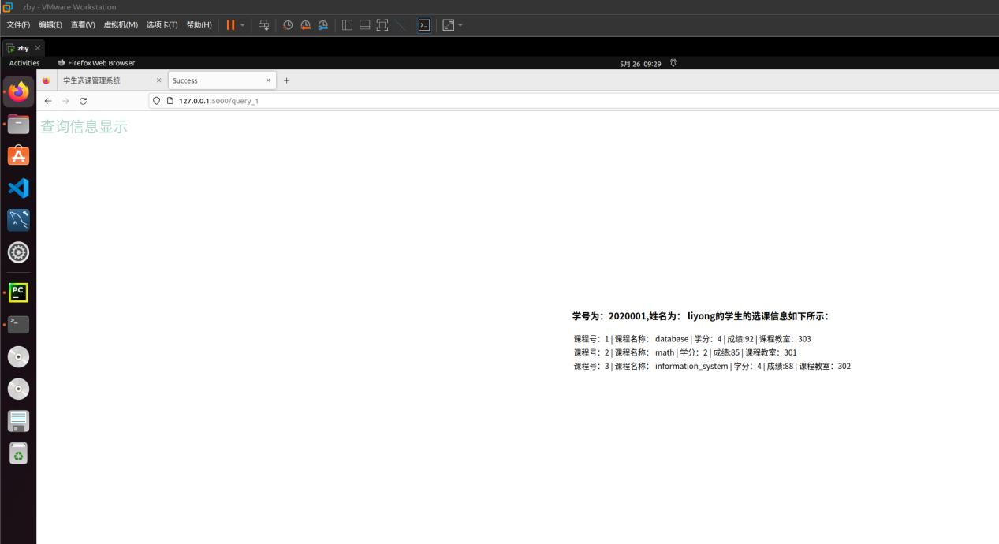 zby - VMware Workstation
文件(F) 编辑(E) 查看(V) 虚拟机(M) 选项卡(T) 帮助(H)
zby
Activities Firefox Web Browser 5月 26 09:29
学生选课管理系统 Success
127.0.0.1:5000/query_1
查询信息显示
学号为：2020001,姓名为： liyong的学生的选课信息如下所示：
课程号：1 | 课程名称： database | 学分：4 | 成绩:92 | 课程教室：303
课程号：2 | 课程名称： math | 学分：2 | 成绩:85 | 课程教室：301
课程号：3 | 课程名称： information_system | 学分：4 | 成绩:88 | 课程教室：302
PC